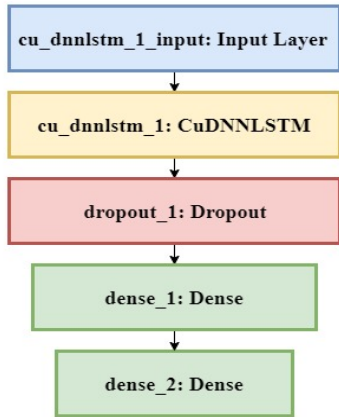 cu_dnnlstm_1_input: Input Layer
cu_dnnlstm_1: CuDNNLSTM
dropout_1: Dropout
dense_1: Dense
dense_2: Dense